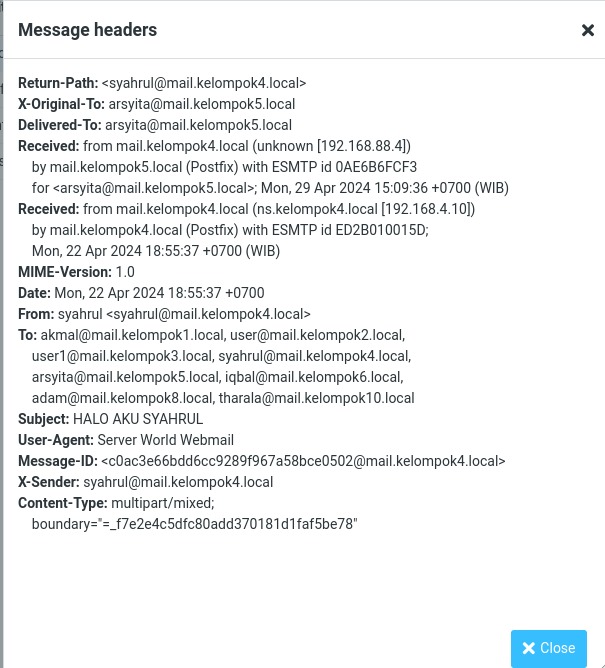 Message headers
Return-Path: <syahrul@mail.kelompok4.local>
X-Original-To: arsyita@mail.kelompok5.local
Delivered-To: arsyita@mail.kelompok5.local
Received: from mail.kelompok4.local (unknown [192.168.88.4])
by mail.kelompok5.local (Postfix) with ESMTP id 0AE6B6FCF3
for <arsyita@mail.kelompok5.local>; Mon, 29 Apr 2024 15:09:36 +0700 (WIB)
Received: from mail.kelompok4.local (ns.kelompok4.local [192.168.4.10])
by mail.kelompok4.local (Postfix) with ESMTP id ED2B010015D;
Mon, 22 Apr 2024 18:55:37 +0700 (WIB)
MIME-Version: 1.0
Date: Mon, 22 Apr 2024 18:55:37 +0700
From: syahrul <syahrul@mail.kelompok4.local>
To: akmal@mail.kelompok1.local, user@mail.kelompok2.local,
user1@mail.kelompok3.local, syahrul@mail.kelompok4.local,
arsyita@mail.kelompok5.local, iqbal@mail.kelompok6.local,
adam@mail.kelompok8.local, tharala@mail.kelompok10.local
Subject: HALO AKU SYAHRUL
User-Agent: Server World Webmail
Message-ID: <c0ac3e66bdd6cc9289f967a58bce0502@mail.kelompok4.local>
X-Sender: syahrul@mail.kelompok4.local
Content-Type: multipart/mixed;
boundary="=_f7e2e4c5dfc80add370181d1faf5be78"
Close